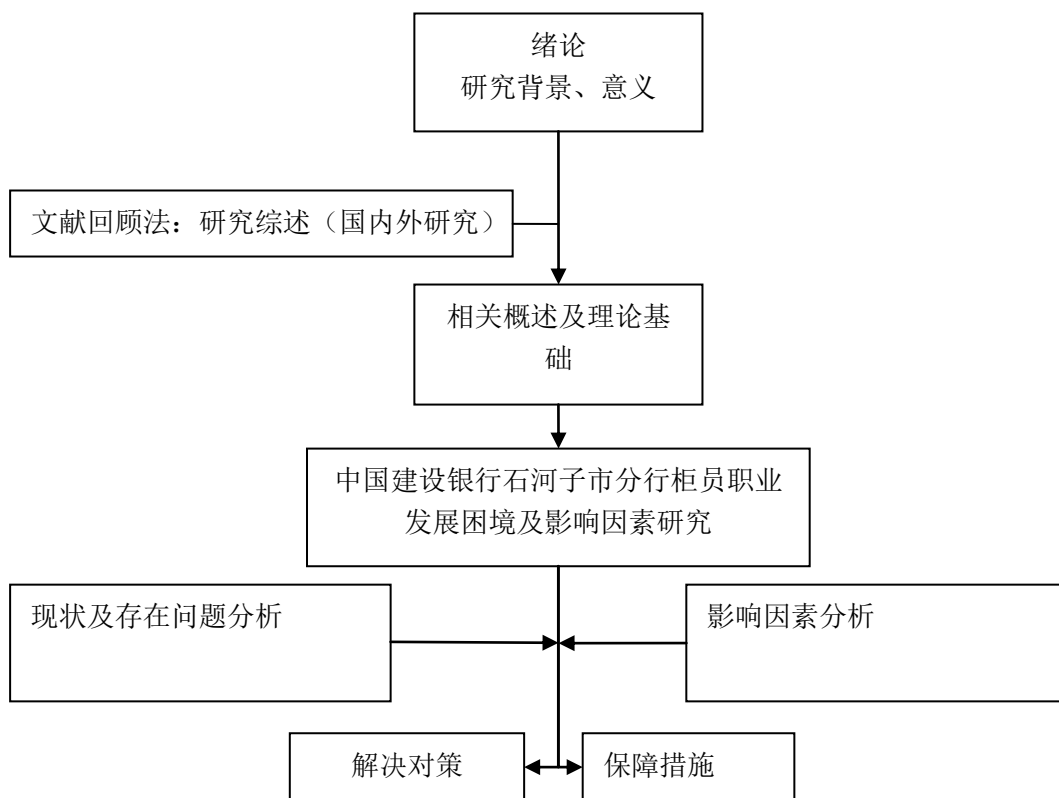 绪论
研究背景、意义
文献回顾法：研究综述（国内外研究）
相关概述及理论基
础
中国建设银行石河子市分行柜员职业
发展困境及影响因素研究
现状及存在问题分析
影响因素分析
解决对策
保障措施